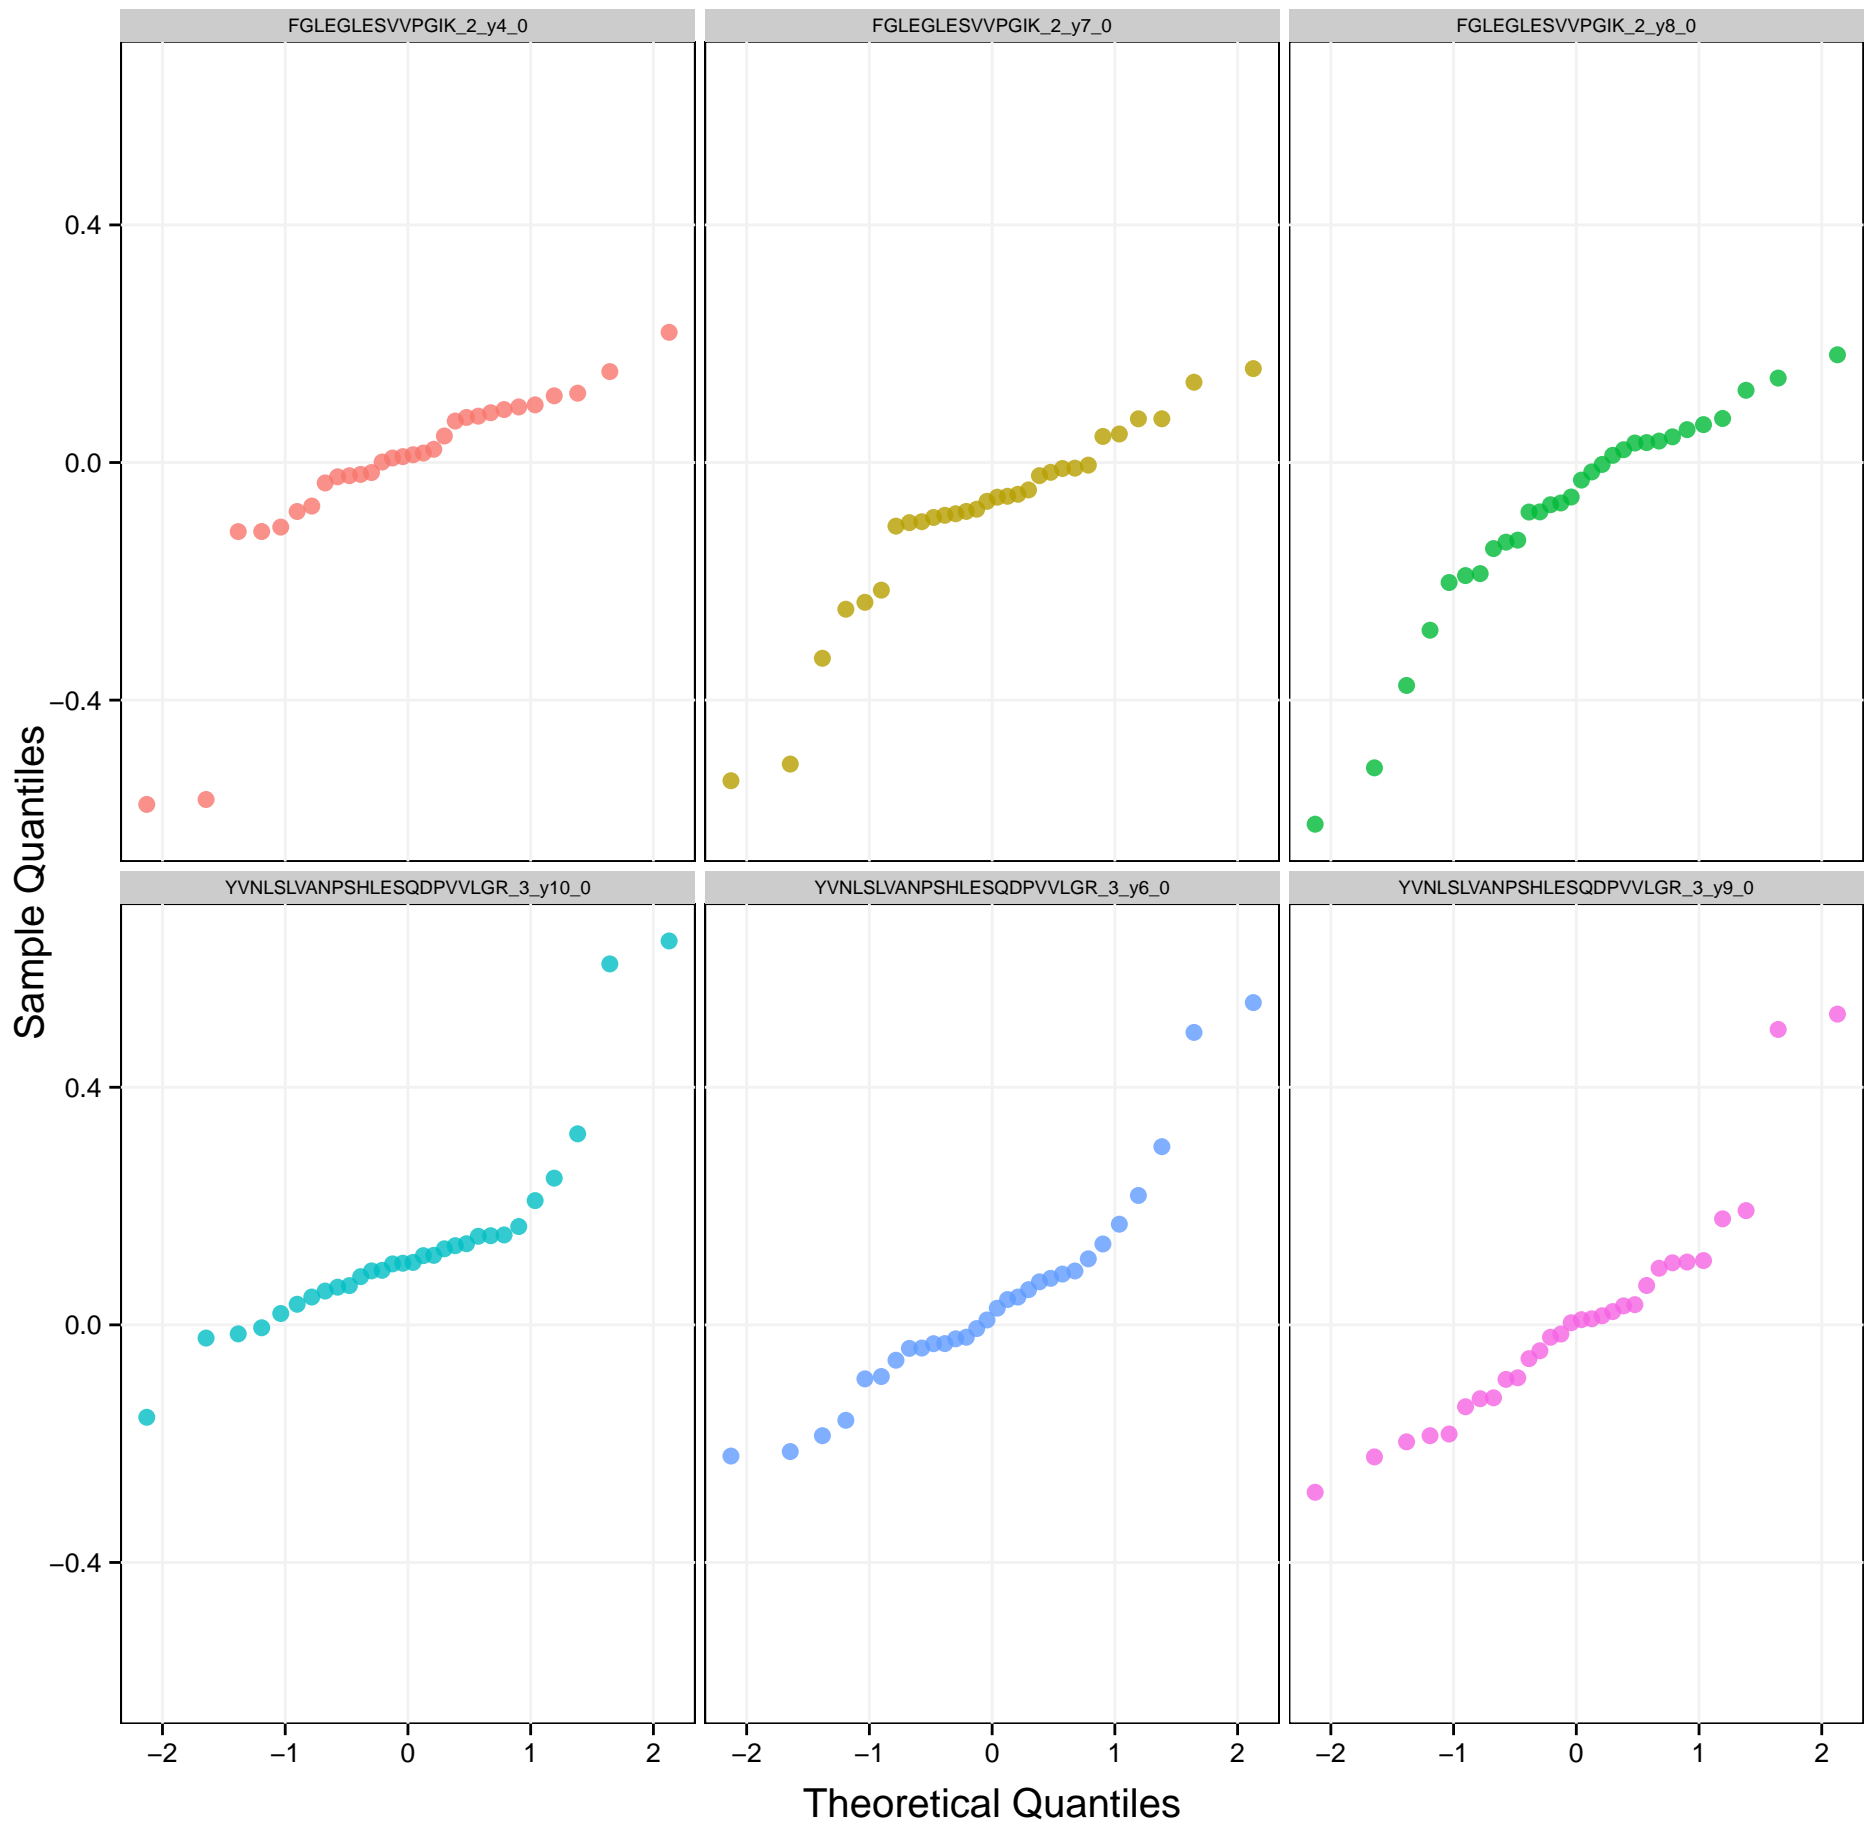 FGLEGLESVVPGIK_2_y4_0
FGLEGLESVVPGIK_2_y7_0
FGLEGLESVVPGIK_2_y8_0
0.4
0.0
−0.4
YVNLSLVANPSHLESQDPVVLGR_3_y10_0
YVNLSLVANPSHLESQDPVVLGR_3_y6_0
YVNLSLVANPSHLESQDPVVLGR_3_y9_0
0.4
0.0
−0.4
−2 −1 0 1 2
−2 −1 0 1 2
−2 −1 0 1 2
Theoretical Quantiles
Sample Quantiles